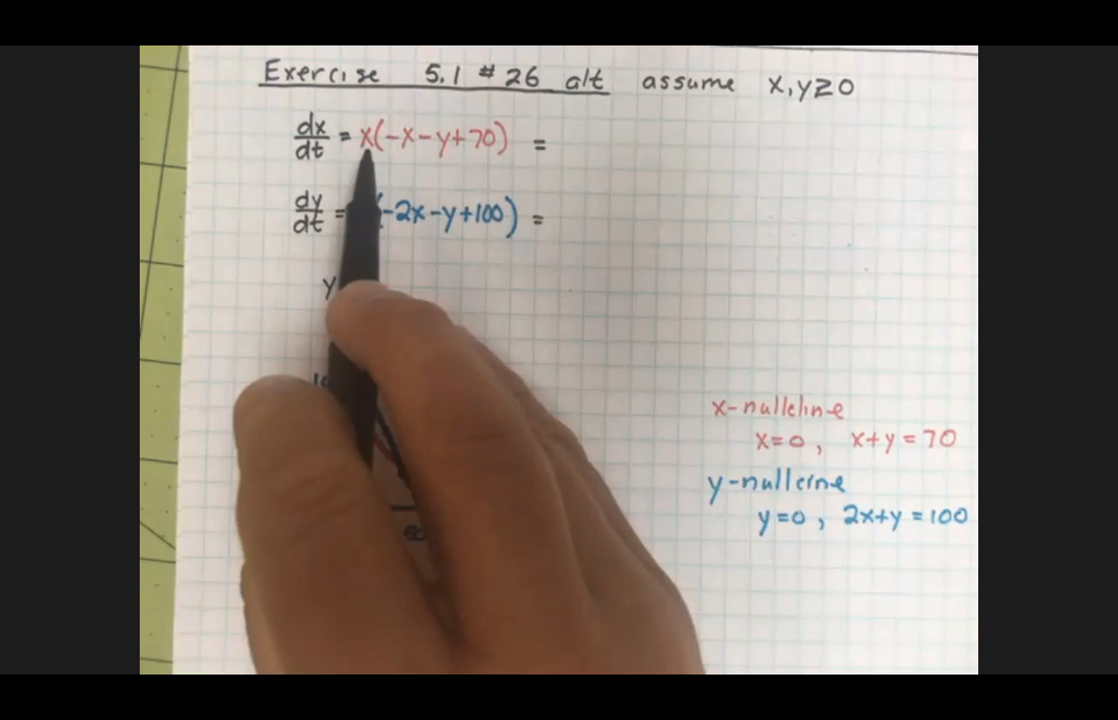 Exercise 5.1 # 26 alt assume x,y≥0
dx/dt = x(-x-y+70) =
dy/dt = (-2x-y+100) =
y
x-nullcline
x=0, x+y=70
y-nullcline
y=0, 2x+y=100